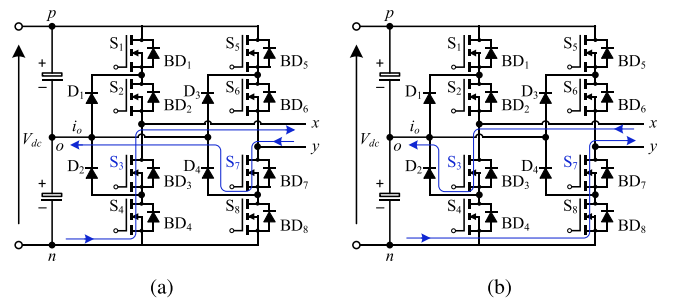 p
S1 BD1 S5 BD5
+
−
D1 S2 BD2 D3 S6 BD6
x
Vdc io o
y
D2 S3 BD3 D4 S7 BD7
+
−
S4 BD4 S8 BD8
n
(a)
p
S1 BD1 S5 BD5
+
−
D1 S2 BD2 D3 S6 BD6
x
Vdc io o
y
D2 S3 BD3 D4 S7 BD7
+
−
S4 BD4 S8 BD8
n
(b)